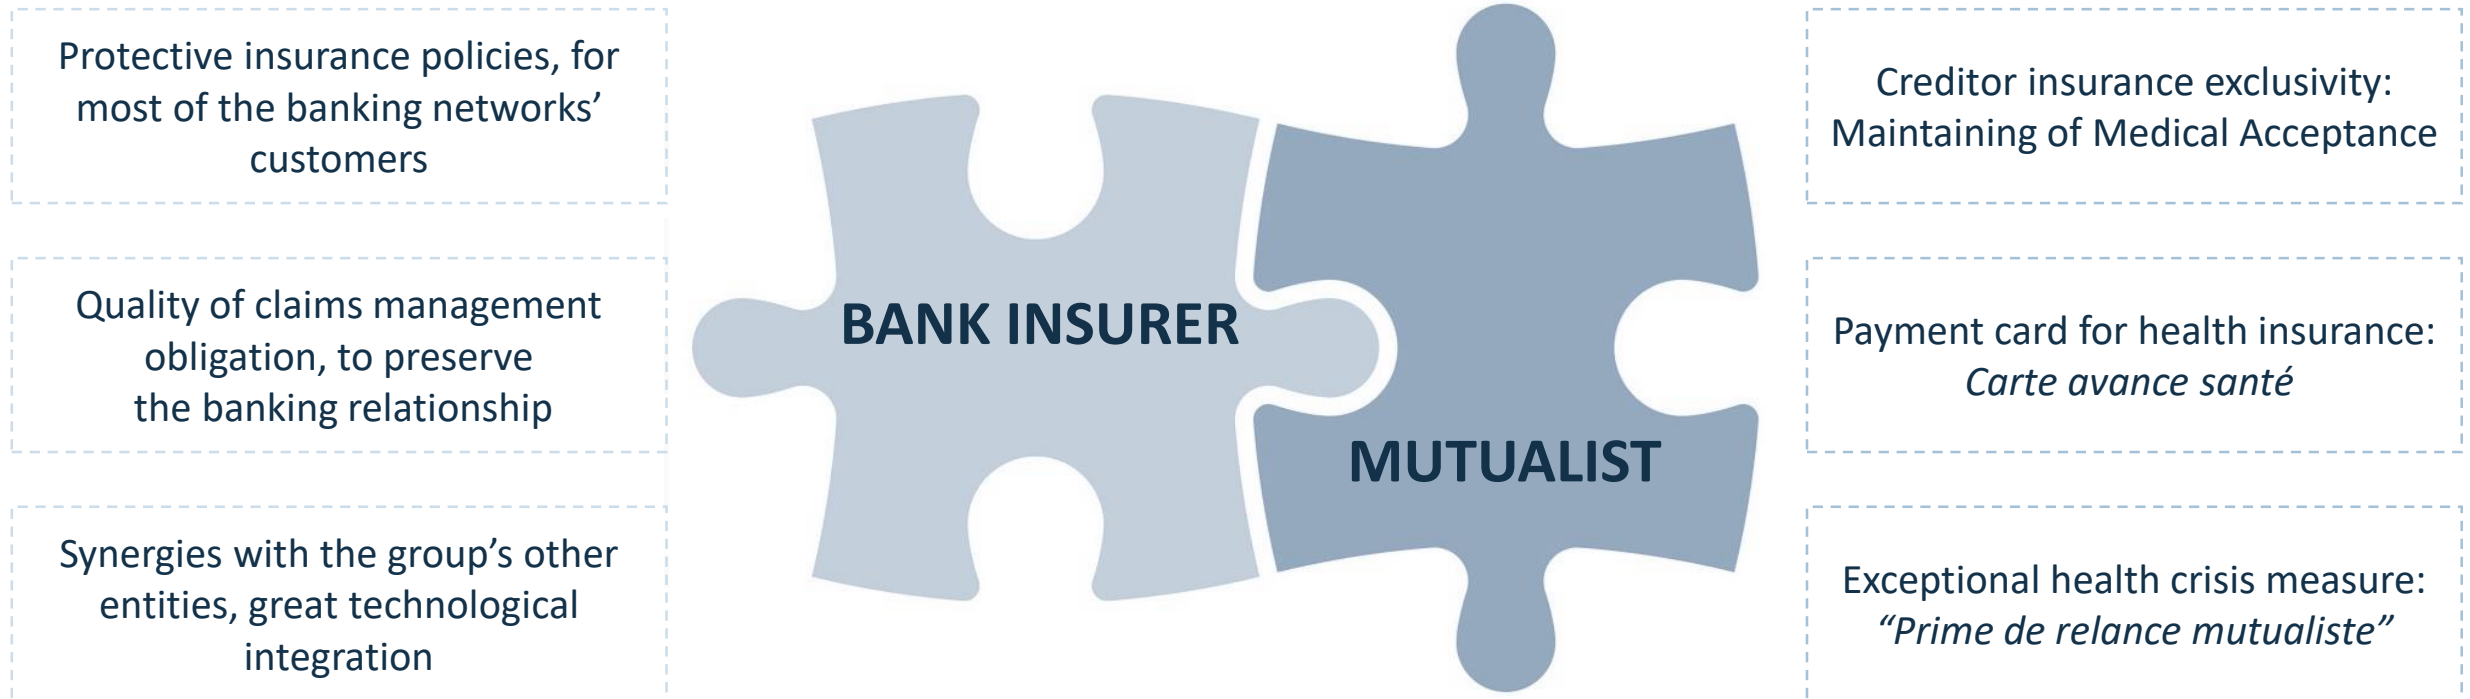 Protective insurance policies, for
most of the banking networks’
customers
Quality of claims management
obligation, to preserve
the banking relationship
Synergies with the group’s other
entities, great technological
integration
BANK INSURER
MUTUALIST
Creditor insurance exclusivity:
Maintaining of Medical Acceptance
Payment card for health insurance:
Carte avance santé
Exceptional health crisis measure:
“Prime de relance mutualiste”